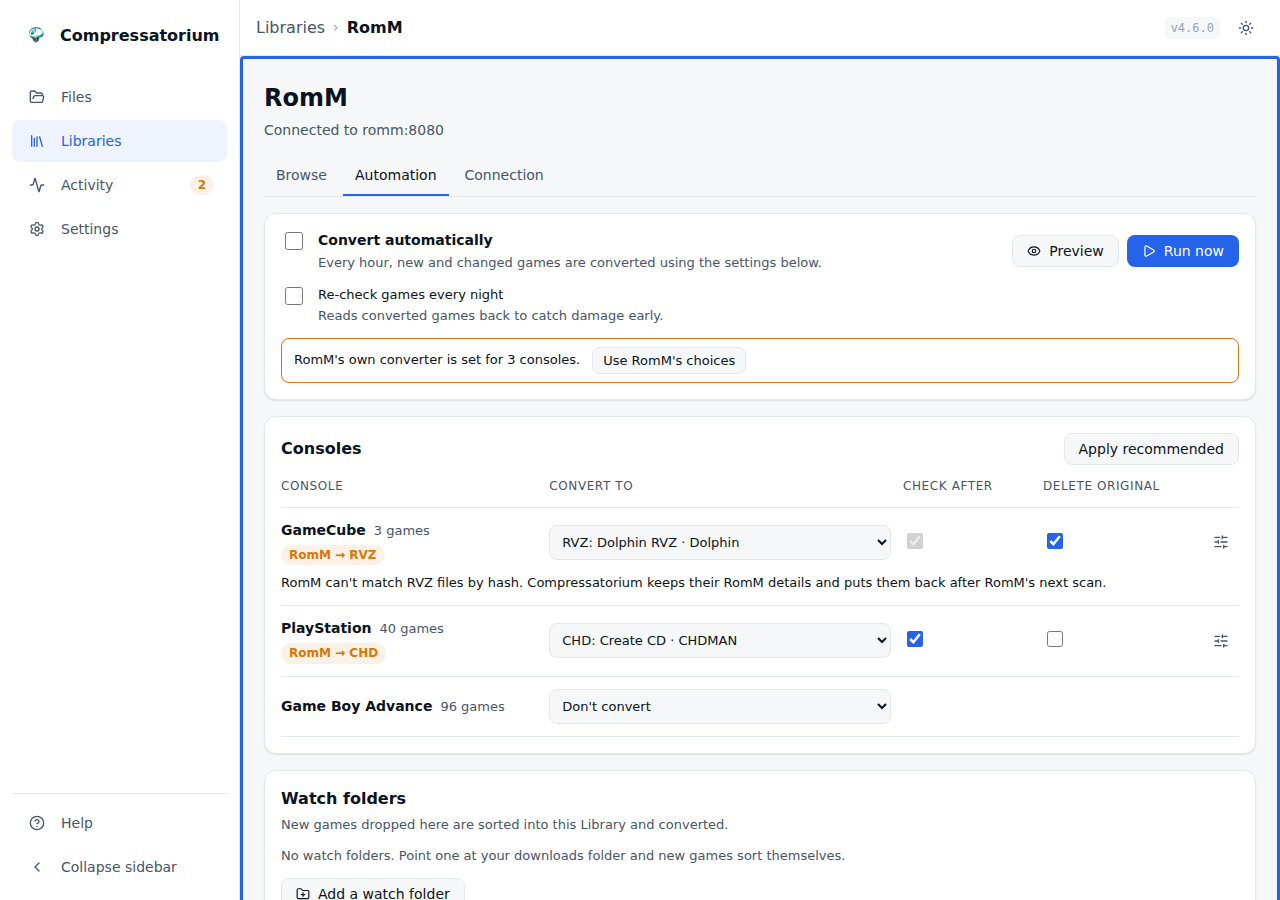 Compressatorium
Libraries › RomM
v4.6.0
Files
Libraries
Activity 2
Settings
Help
Collapse sidebar
RomM
Connected to romm:8080
Browse Automation Connection
Convert automatically
Every hour, new and changed games are converted using the settings below.
Preview Run now
Re-check games every night
Reads converted games back to catch damage early.
RomM's own converter is set for 3 consoles. Use RomM's choices
Consoles Apply recommended
CONSOLE CONVERT TO CHECK AFTER DELETE ORIGINAL
GameCube 3 games RVZ: Dolphin RVZ · Dolphin
RomM → RVZ
RomM can't match RVZ files by hash. Compressatorium keeps their RomM details and puts them back after RomM's next scan.
PlayStation 40 games CHD: Create CD · CHDMAN
RomM → CHD
Game Boy Advance 96 games Don't convert
Watch folders
New games dropped here are sorted into this Library and converted.
No watch folders. Point one at your downloads folder and new games sort themselves.
Add a watch folder